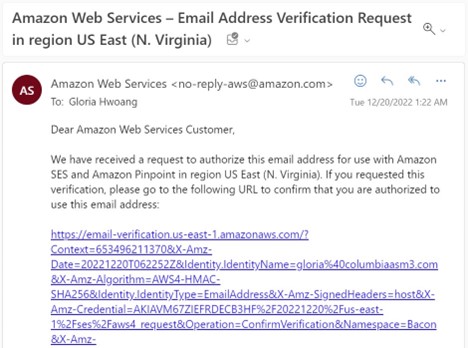 Amazon Web Services – Email Address Verification Request
in region US East (N. Virginia)
AS
Amazon Web Services <no-reply-aws@amazon.com>
To: Gloria Hwoang
Tue 12/20/2022 1:22 AM
Dear Amazon Web Services Customer,
We have received a request to authorize this email address for use with Amazon
SES and Amazon Pinpoint in region US East (N. Virginia). If you requested this
verification, please go to the following URL to confirm that you are authorized to
use this email address:
https://email-verification.us-east-1.amazonaws.com/?
Context=653496211370&X-Amz-
Date=20221220T062252Z&Identity.IdentityName=gloria%40columbiaasm3.com
&X-Amz-Algorithm=AWS4-HMAC-
SHA256&Identity.IdentityType=EmailAddress&X-Amz-SignedHeaders=host&X-
Amz-Credential=AKIAVM67ZIEFRDECB3HF%2F20221220%2Fus-east-
1%2Fses%2Faws4_request&Operation=ConfirmVerification&Namespace=Bacon
&X-Amz-